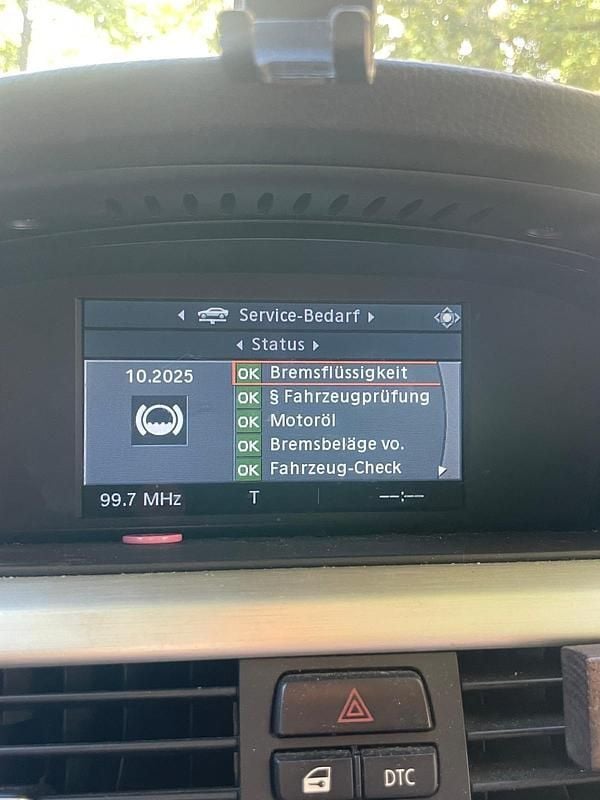 Service-Bedarf
Status
10.2025
OK Bremsflüssigkeit
OK § Fahrzeugprüfung
OK Motoröl
OK Bremsbeläge vo.
OK Fahrzeug-Check
99.7 MHz T --:--
DTC